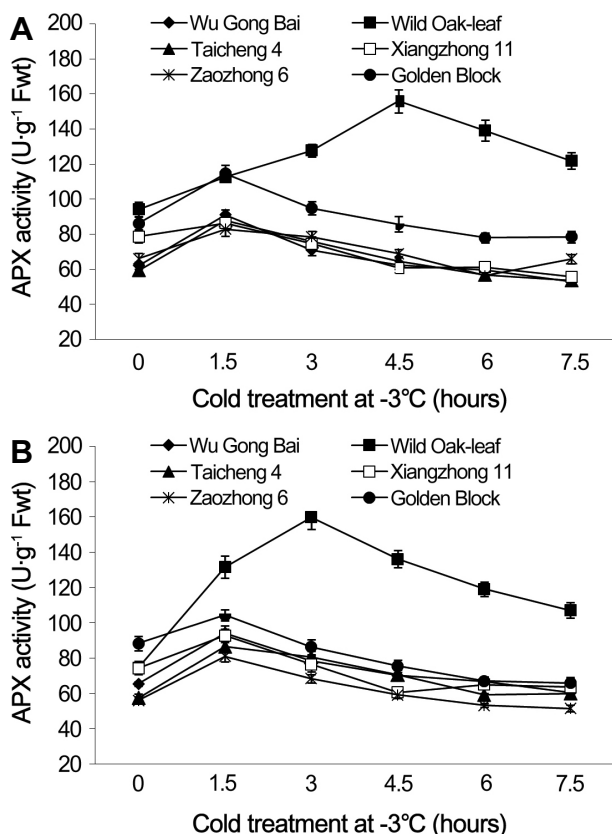 A
Wu Gong Bai
Wild Oak-leaf
Taicheng 4
Xiangzhong 11
Zaozhong 6
Golden Block
APX activity (U·g⁻¹ Fwt)
200
180
160
140
120
100
80
60
40
20
0 1.5 3 4.5 6 7.5
Cold treatment at -3°C (hours)
B
Wu Gong Bai
Wild Oak-leaf
Taicheng 4
Xiangzhong 11
Zaozhong 6
Golden Block
APX activity (U·g⁻¹ Fwt)
200
180
160
140
120
100
80
60
40
20
0 1.5 3 4.5 6 7.5
Cold treatment at -3°C (hours)